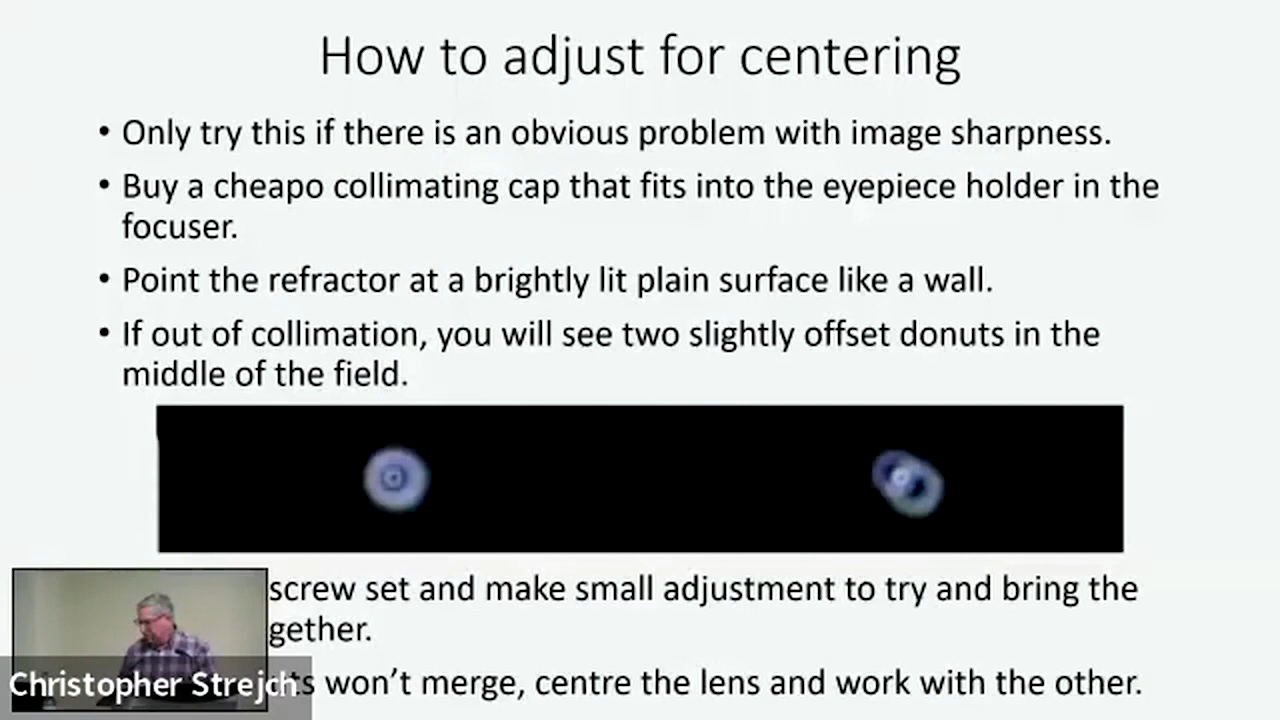 How to adjust for centering
• Only try this if there is an obvious problem with image sharpness.
• Buy a cheapo collimating cap that fits into the eyepiece holder in the
focuser.
• Point the refractor at a brightly lit plain surface like a wall.
• If out of collimation, you will see two slightly offset donuts in the
middle of the field.
screw set and make small adjustment to try and bring the
gether.
won’t merge, centre the lens and work with the other.
Christopher Strejch